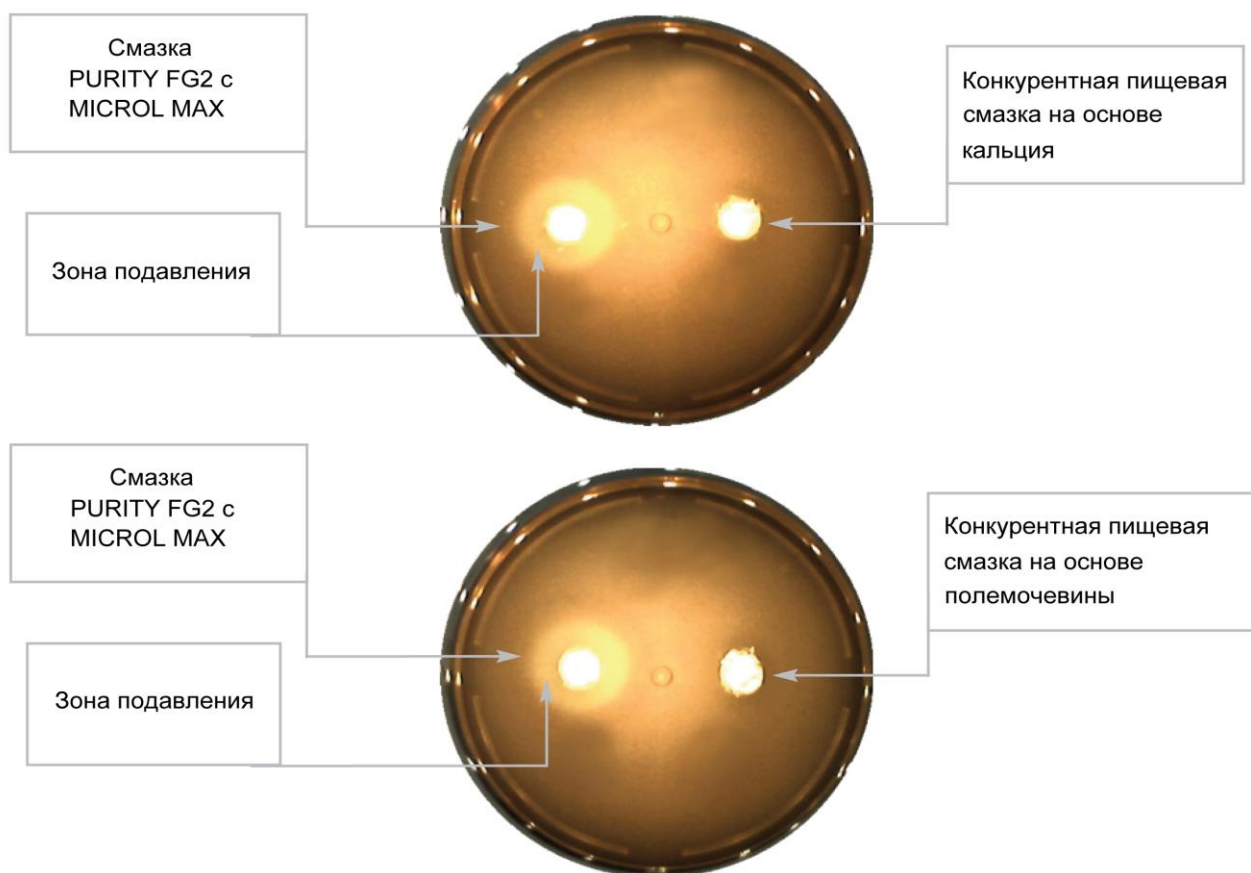 Смазка
PURITY FG2 с
MICROL MAX
Конкурентная пищевая
смазка на основе
кальция
Зона подавления
Смазка
PURITY FG2 с
MICROL MAX
Конкурентная пищевая
смазка на основе
полемочевины
Зона подавления